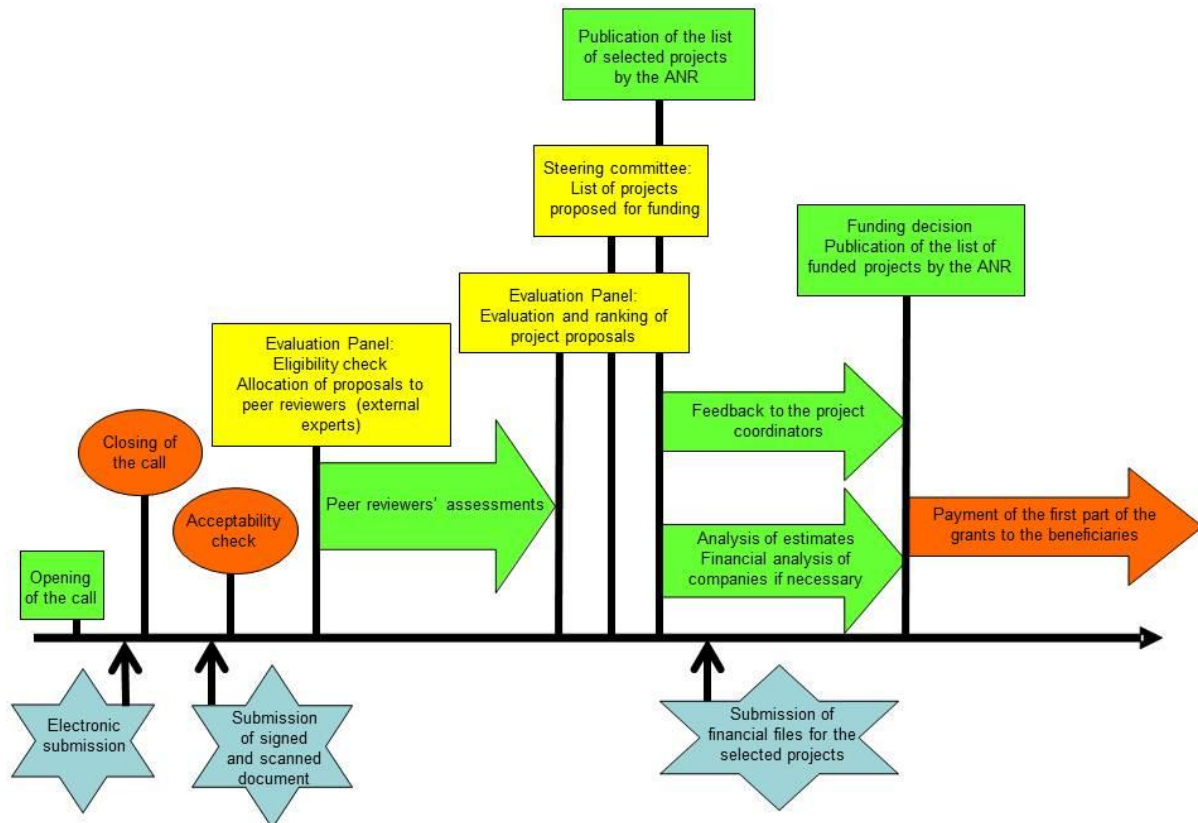 Publication of the list
of selected projects
by the ANR
Steering committee:
List of projects
proposed for funding
Funding decision
Publication of the list of
funded projects by the ANR
Evaluation Panel:
Evaluation and ranking of
project proposals
Evaluation Panel:
Eligibility check
Allocation of proposals to
peer reviewers (external
experts)
Closing of
the call
Acceptability
check
Opening
of the call
Peer reviewers' assessments
Feedback to the project
coordinators
Analysis of estimates
Financial analysis of
companies if necessary
Payment of the first part of the
grants to the beneficiaries
Electronic
submission
Submission
of signed
and scanned
document
Submission of
financial files for the
selected projects